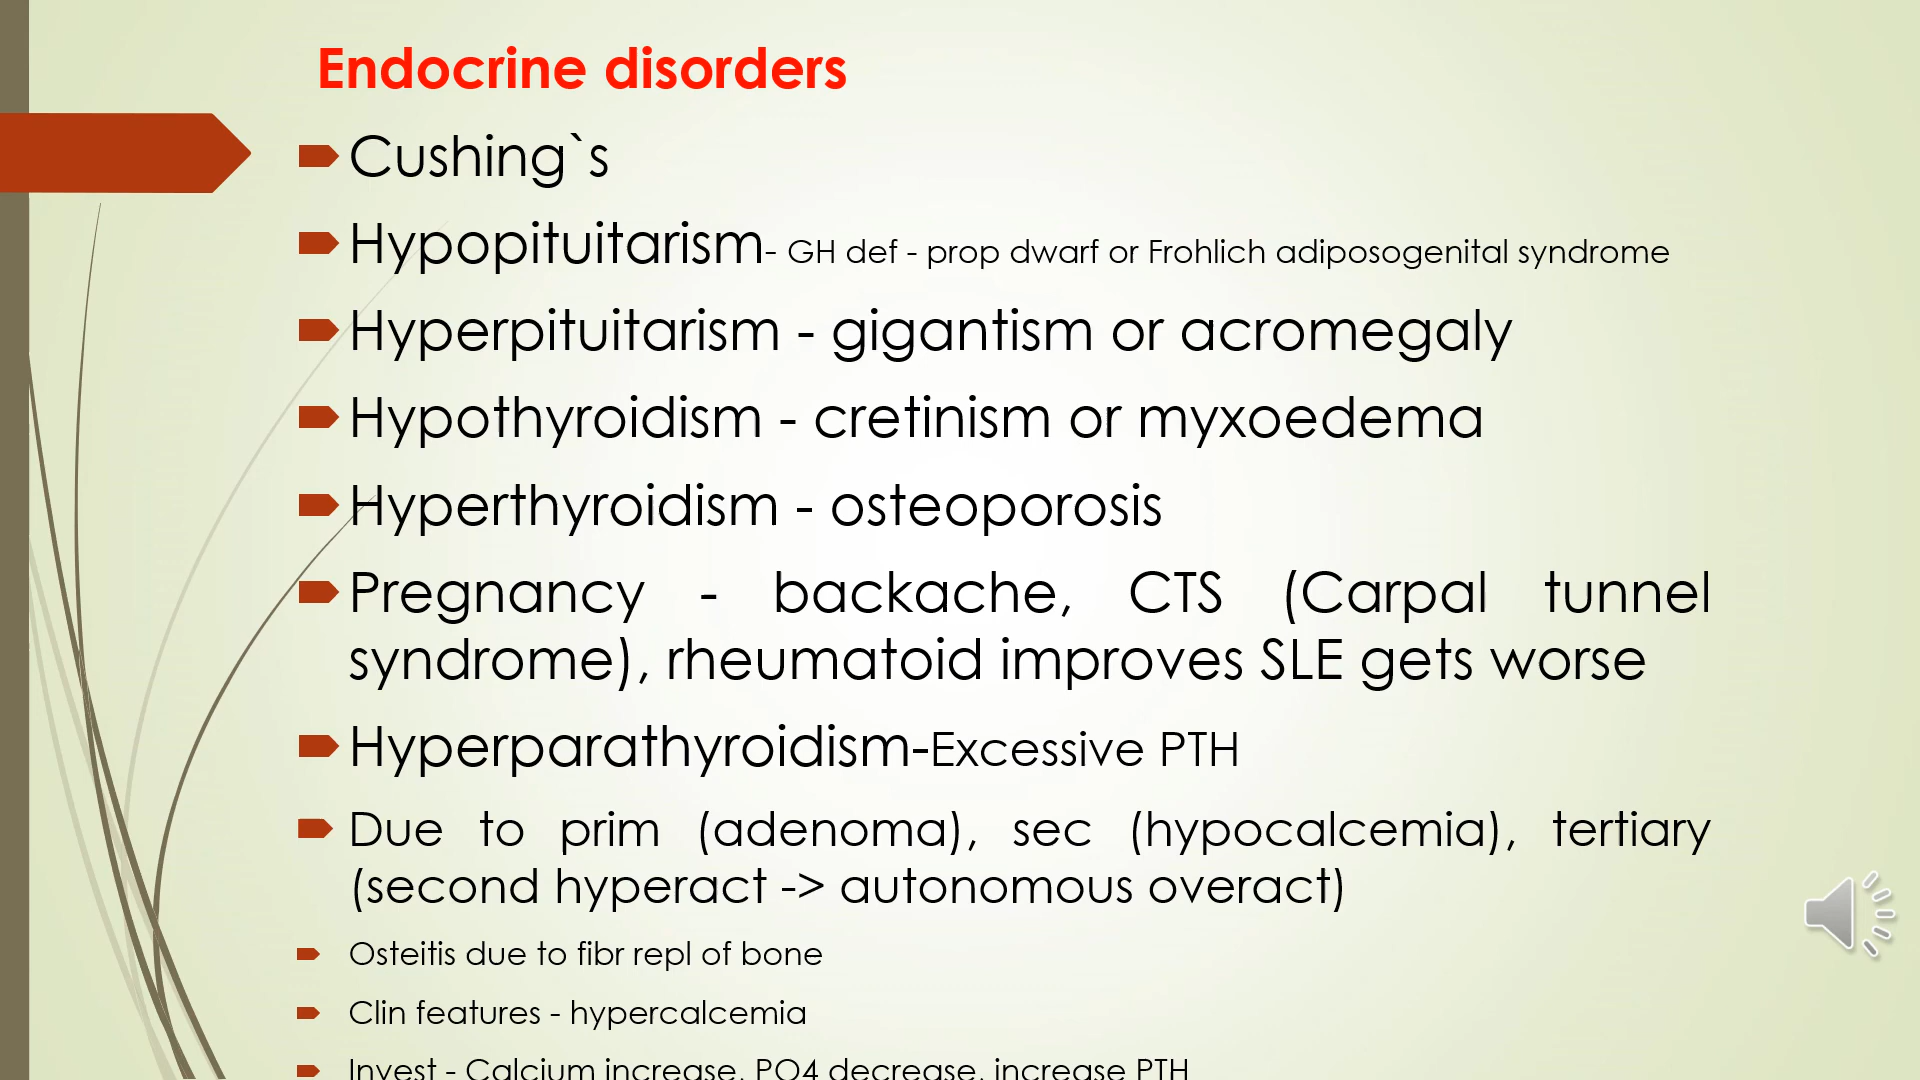 Endocrine disorders
Cushing`s
Hypopituitarism- GH def - prop dwarf or Frohlich adiposogenital syndrome
Hyperpituitarism - gigantism or acromegaly
Hypothyroidism - cretinism or myxoedema
Hyperthyroidism - osteoporosis
Pregnancy - backache, CTS (Carpal tunnel
syndrome), rheumatoid improves SLE gets worse
Hyperparathyroidism-Excessive PTH
Due to prim (adenoma), sec (hypocalcemia), tertiary
(second hyperact -> autonomous overact)
Osteitis due to fibr repl of bone
Clin features - hypercalcemia
Invest - Calcium increase, PO4 decrease, increase PTH